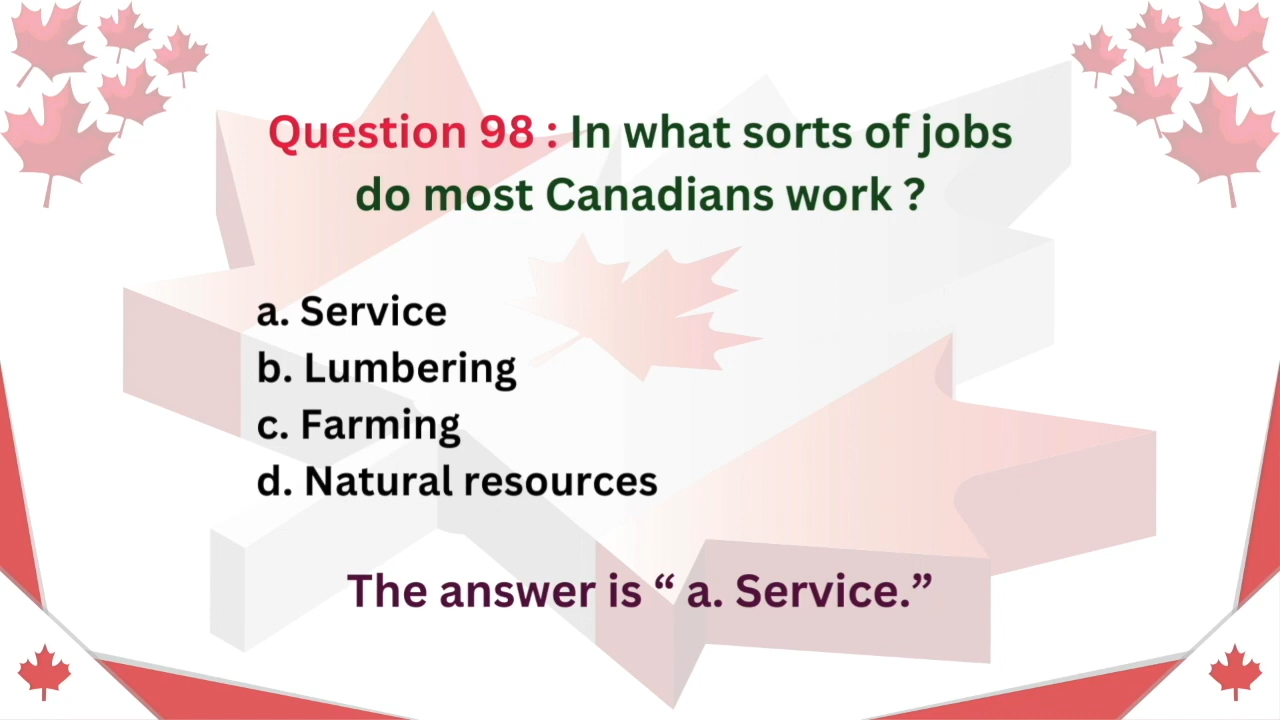 Question 98 : In what sorts of jobs
do most Canadians work ?
a. Service
b. Lumbering
c. Farming
d. Natural resources
The answer is “ a. Service.”